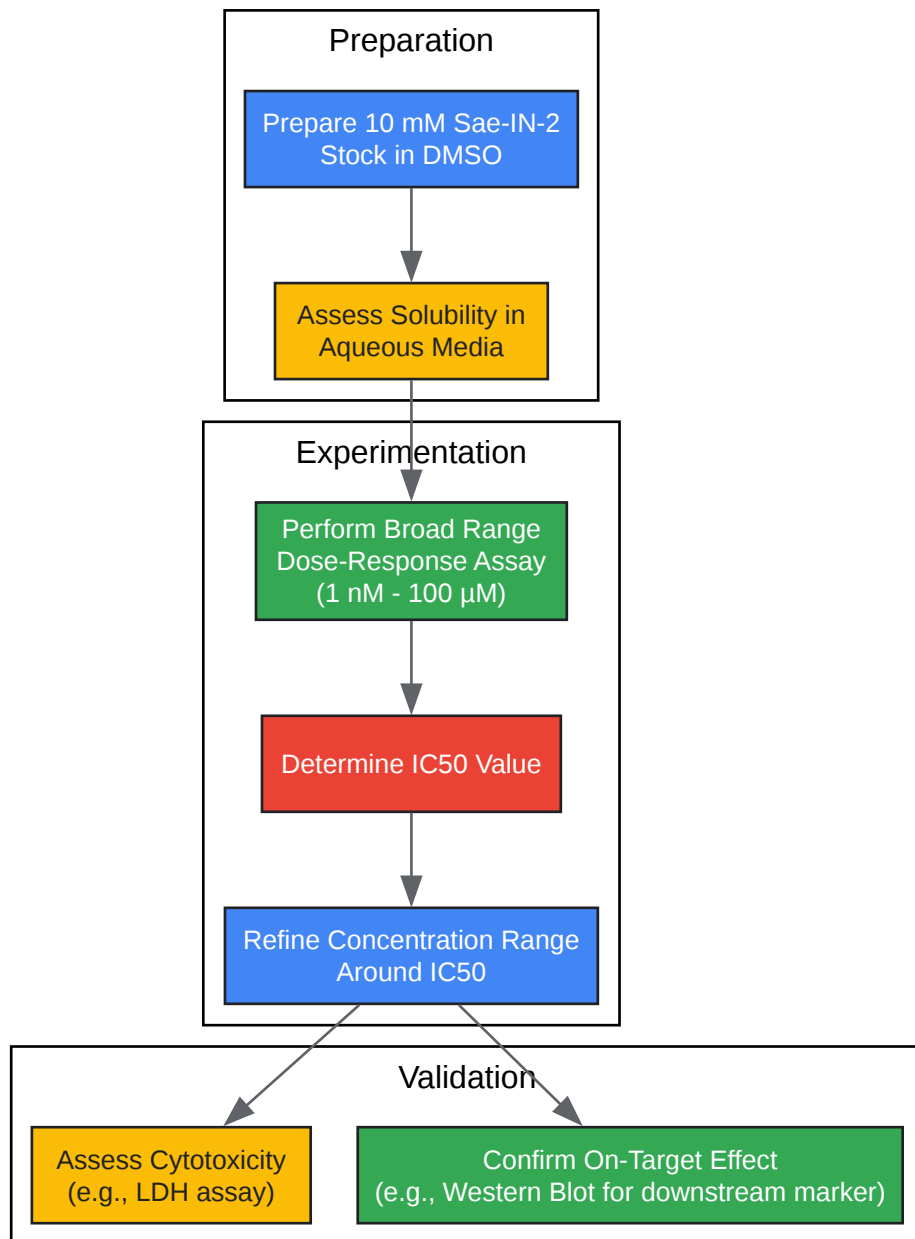 Preparation
Prepare 10 mM Sae-IN-2
Stock in DMSO
Assess Solubility in
Aqueous Media
Experimentation
Perform Broad Range
Dose-Response Assay
(1 nM - 100 µM)
Determine IC50 Value
Refine Concentration Range
Around IC50
Validation
Assess Cytotoxicity
(e.g., LDH assay)
Confirm On-Target Effect
(e.g., Western Blot for downstream marker)